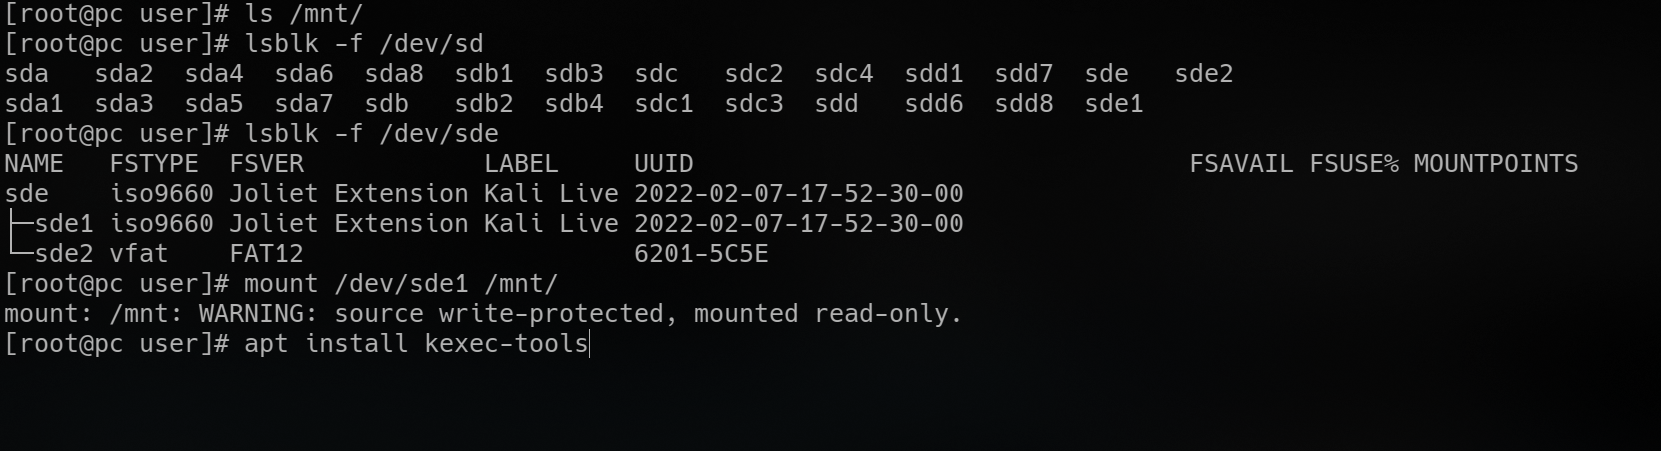 [root@pc user]# ls /mnt/
[root@pc user]# lsblk -f /dev/sd
sda   sda2  sda4  sda6  sda8  sdb1  sdb3  sdc   sdc2  sdc4  sdd1  sdd7  sde   sde2
sda1  sda3  sda5  sda7  sdb   sdb2  sdb4  sdc1  sdc3  sdd   sdd6  sdd8  sde1
[root@pc user]# lsblk -f /dev/sde
NAME   FSTYPE  FSVER            LABEL     UUID                                 FSAVAIL FSUSE% MOUNTPOINTS
sde    iso9660 Joliet Extension Kali Live 2022-02-07-17-52-30-00
├─sde1 iso9660 Joliet Extension Kali Live 2022-02-07-17-52-30-00
└─sde2 vfat    FAT12                      6201-5C5E
[root@pc user]# mount /dev/sde1 /mnt/
mount: /mnt: WARNING: source write-protected, mounted read-only.
[root@pc user]# apt install kexec-tools